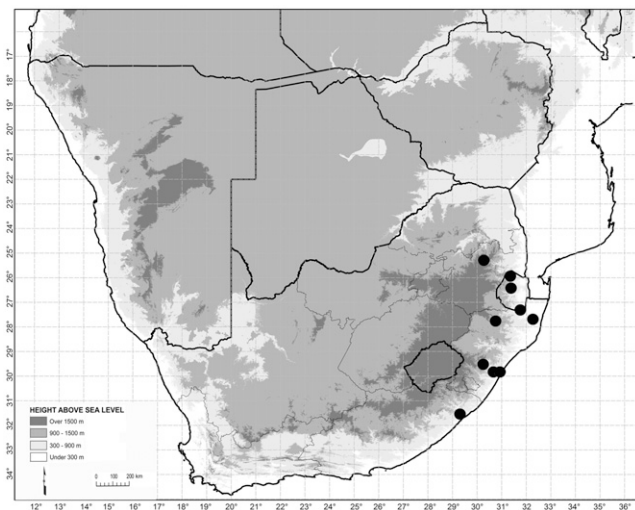 17°
18°
19°
20°
21°
22°
23°
24°
25°
26°
27°
28°
29°
30°
31°
32°
33°
34°
HEIGHT ABOVE SEA LEVEL
Over 1500 m
900 - 1500 m
300 - 900 m
Under 300 m
0 100 200 km
12° 13° 14° 15° 16° 17° 18° 19° 20° 21° 22° 23° 24° 25° 26° 27° 28° 29° 30° 31° 32° 33° 34° 35° 36°